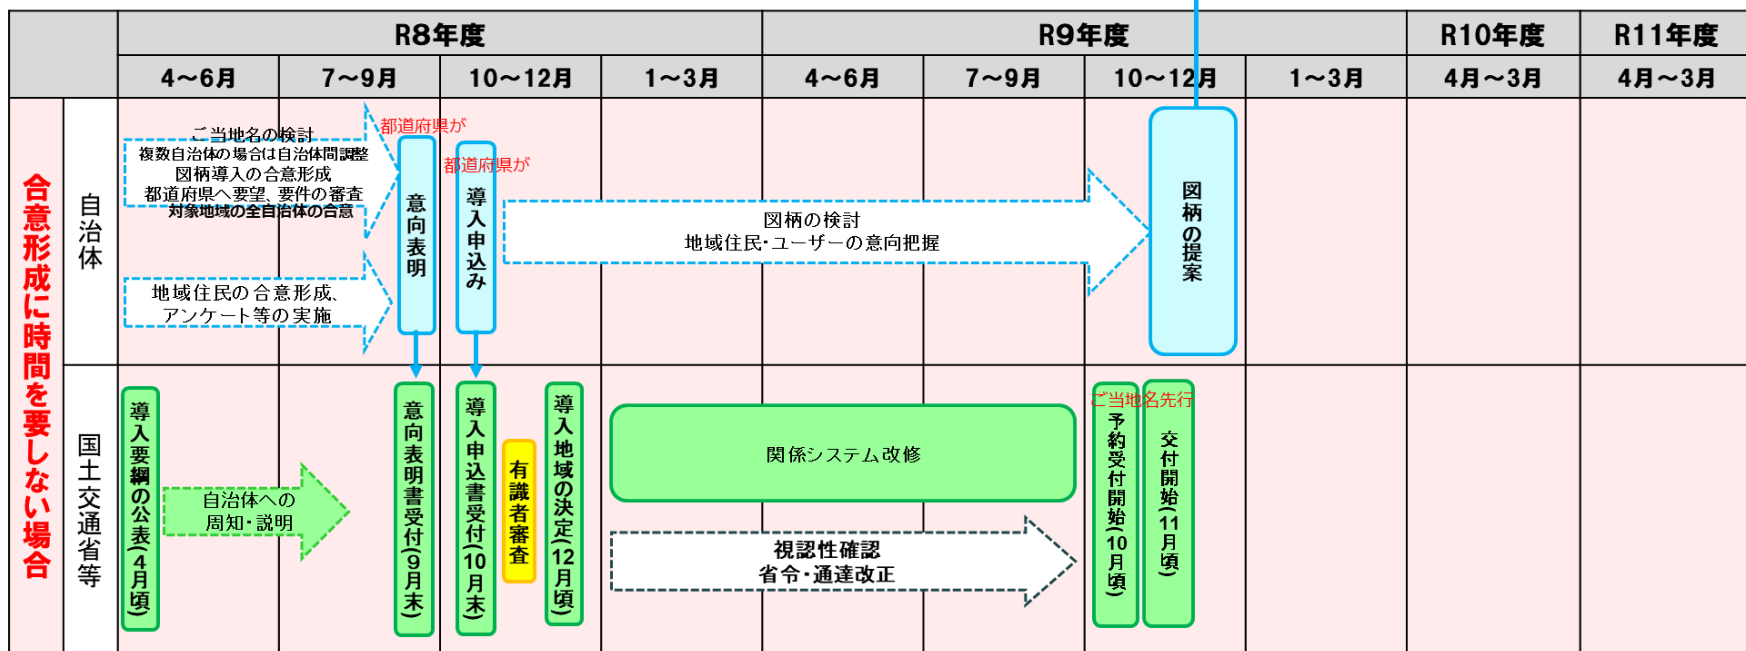 R8年度
R9年度
R10年度
R11年度
4～6月
7～9月
10～12月
1～3月
4～6月
7～9月
10～12月
1～3月
4月～3月
4月～3月
合意形成に時間を要しない場合
自治体
ご当地名の検討
複数自治体の場合は自治体間調整
図柄導入の合意形成
都道府県へ要望、要件の審査
対象地域の全自治体の合意
地域住民の合意形成、
アンケート等の実施
都道府県が
意向表明
都道府県が
導入申込み
図柄の検討
地域住民・ユーザーの意向把握
図柄の提案
国土交通省等
導入要綱の公表(4月頃)
自治体への
周知・説明
意向表明書受付(9月末)
導入申込書受付(10月末)
有識者審査
導入地域の決定(12月頃)
関係システム改修
視認性確認
省令・通達改正
ご当地名先行
予約受付開始(10月頃)
交付開始(11月頃)